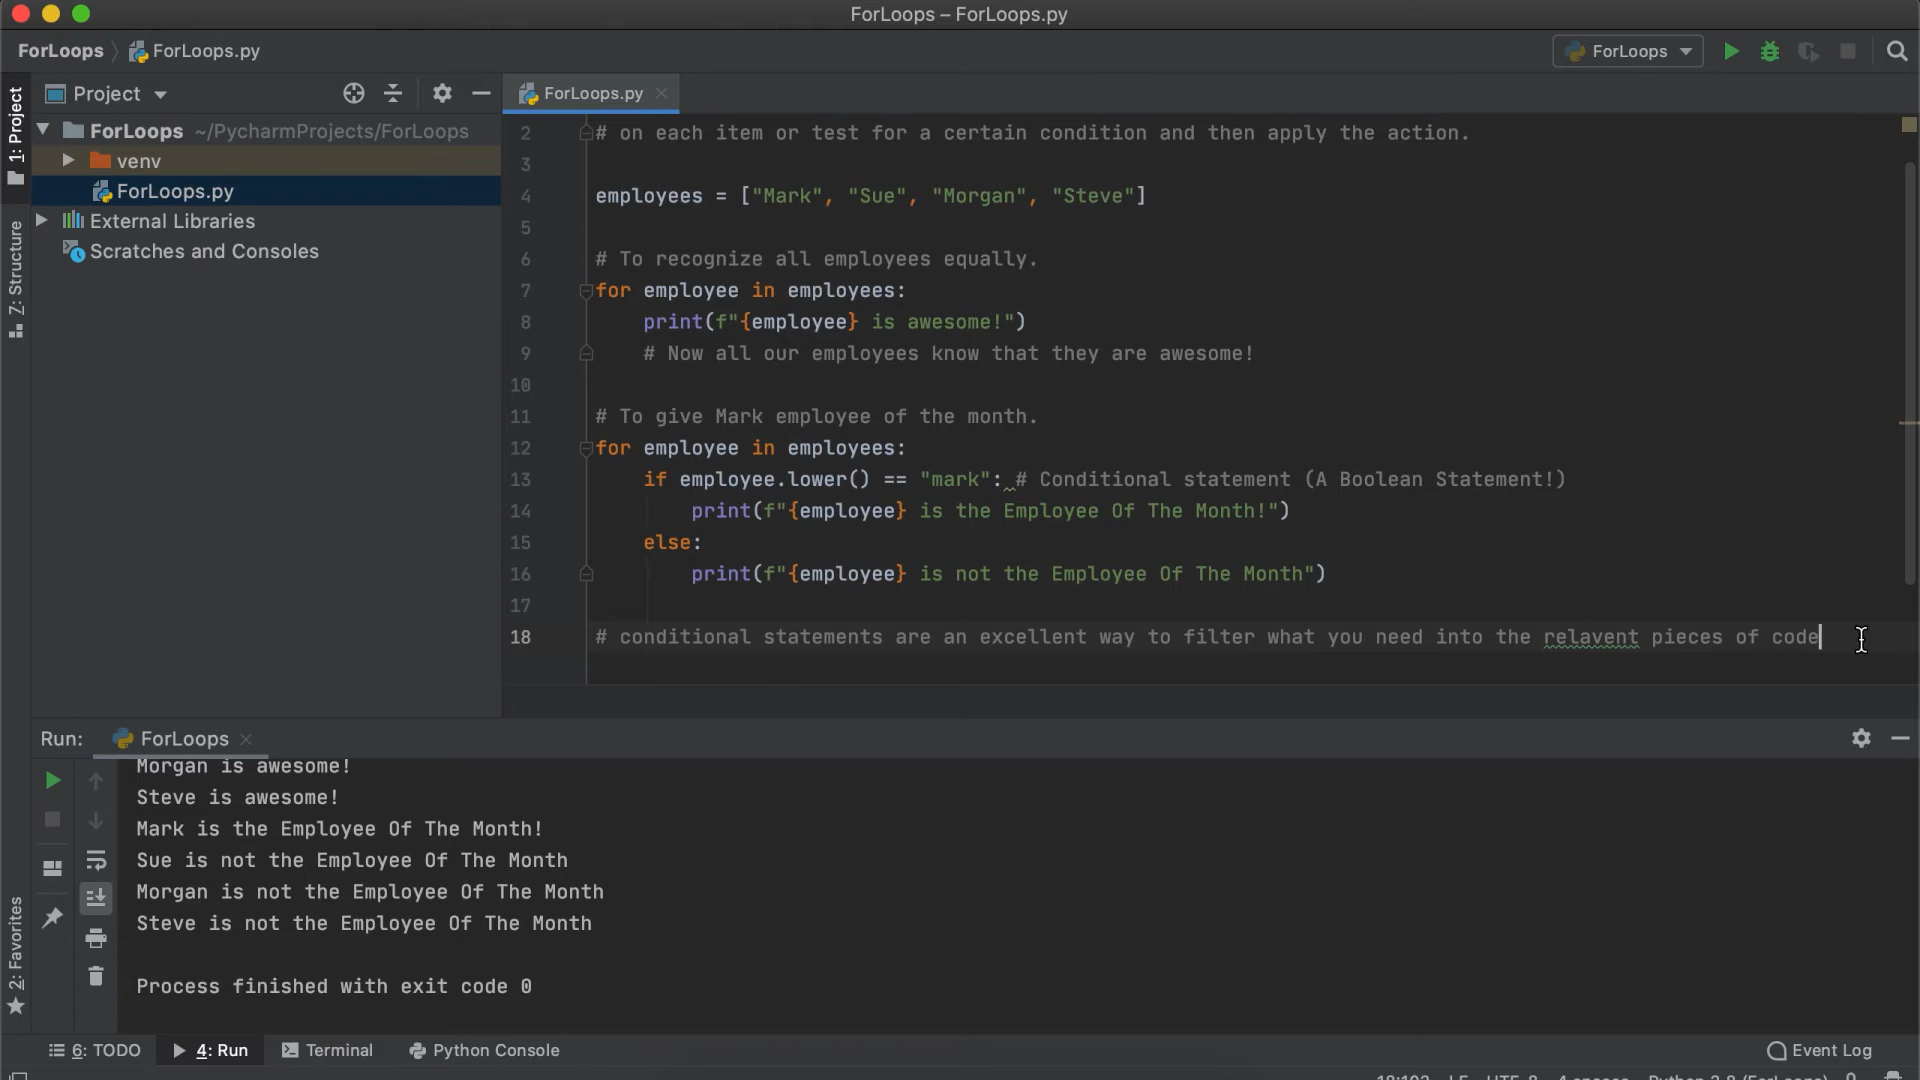 ForLoops – ForLoops.py
ForLoops ForLoops.py
ForLoops
1: Project
Z: Structure
2: Favorites
Project
ForLoops ~/PycharmProjects/ForLoops
venv
ForLoops.py
External Libraries
Scratches and Consoles
ForLoops.py
2 # on each item or test for a certain condition and then apply the action.
3
4 employees = ["Mark", "Sue", "Morgan", "Steve"]
5
6 # To recognize all employees equally.
7 for employee in employees:
8 print(f"{employee} is awesome!")
9 # Now all our employees know that they are awesome!
10
11 # To give Mark employee of the month.
12 for employee in employees:
13 if employee.lower() == "mark": # Conditional statement (A Boolean Statement!)
14 print(f"{employee} is the Employee Of The Month!")
15 else:
16 print(f"{employee} is not the Employee Of The Month")
17
18 # conditional statements are an excellent way to filter what you need into the relavent pieces of code
Run: ForLoops
Morgan is awesome!
Steve is awesome!
Mark is the Employee Of The Month!
Sue is not the Employee Of The Month
Morgan is not the Employee Of The Month
Steve is not the Employee Of The Month
Process finished with exit code 0
6: TODO 4: Run Terminal Python Console Event Log